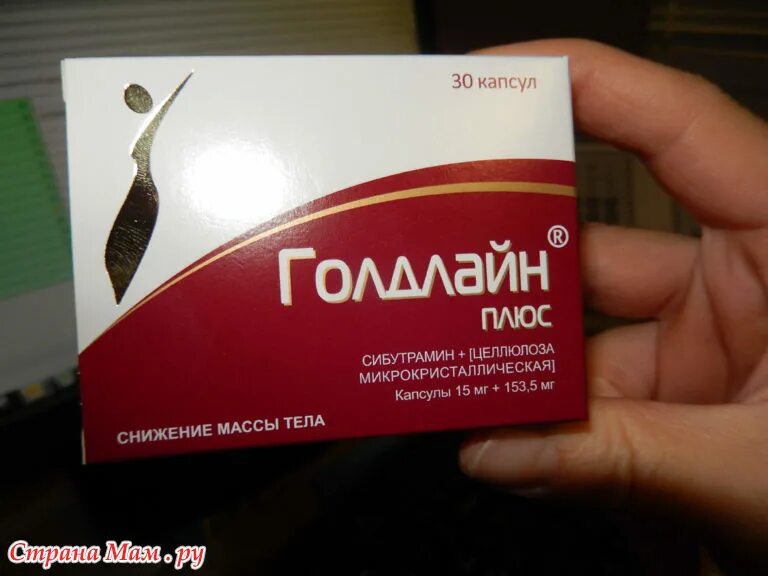 30 капсул
Голдлайн®
плюс
СИБУТРАМИН + [ЦЕЛЛЮЛОЗА
МИКРОКРИСТАЛЛИЧЕСКАЯ]
Капсулы 15 мг + 153,5 мг
СНИЖЕНИЕ МАССЫ ТЕЛА
Страна Мам.ру